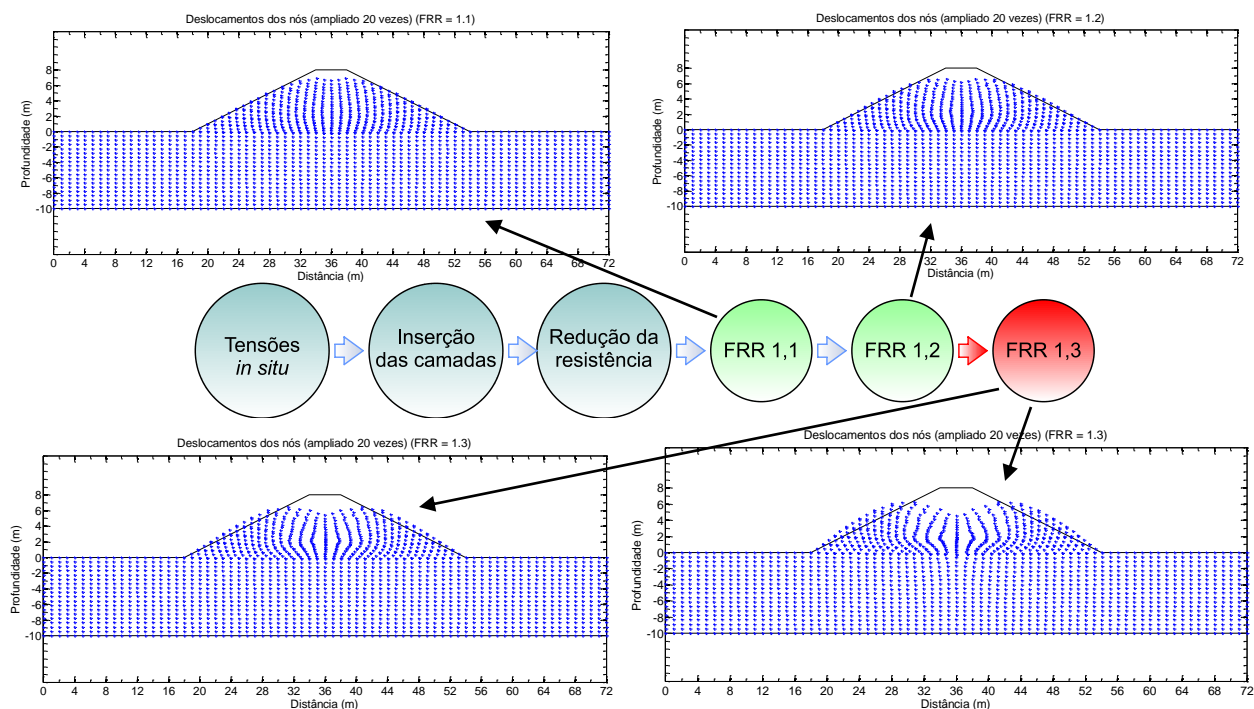 Deslocamentos dos nós (ampliado 20 vezes) (FRR = 1.1)
Profundidade (m)
8
6
4
2
0
-2
-4
-6
-8
-10
0 4 8 12 16 20 24 28 32 36 40 44 48 52 56 60 64 68 72
Distância (m)
Deslocamentos dos nós (ampliado 20 vezes) (FRR = 1.2)
Profundidade (m)
8
6
4
2
0
-2
-4
-6
-8
-10
0 4 8 12 16 20 24 28 32 36 40 44 48 52 56 60 64 68 72
Distância (m)
Tensões
in situ
Inserção
das camadas
Redução da
resistência
FRR 1,1
FRR 1,2
FRR 1,3
Deslocamentos dos nós (ampliado 20 vezes) (FRR = 1.3)
Profundidade (m)
8
6
4
2
0
-2
-4
-6
-8
-10
0 4 8 12 16 20 24 28 32 36 40 44 48 52 56 60 64 68 72
Distância (m)
Deslocamentos dos nós (ampliado 20 vezes) (FRR = 1.3)
Profundidade (m)
8
6
4
2
0
-2
-4
-6
-8
-10
0 4 8 12 16 20 24 28 32 36 40 44 48 52 56 60 64 68 72
Distância (m)